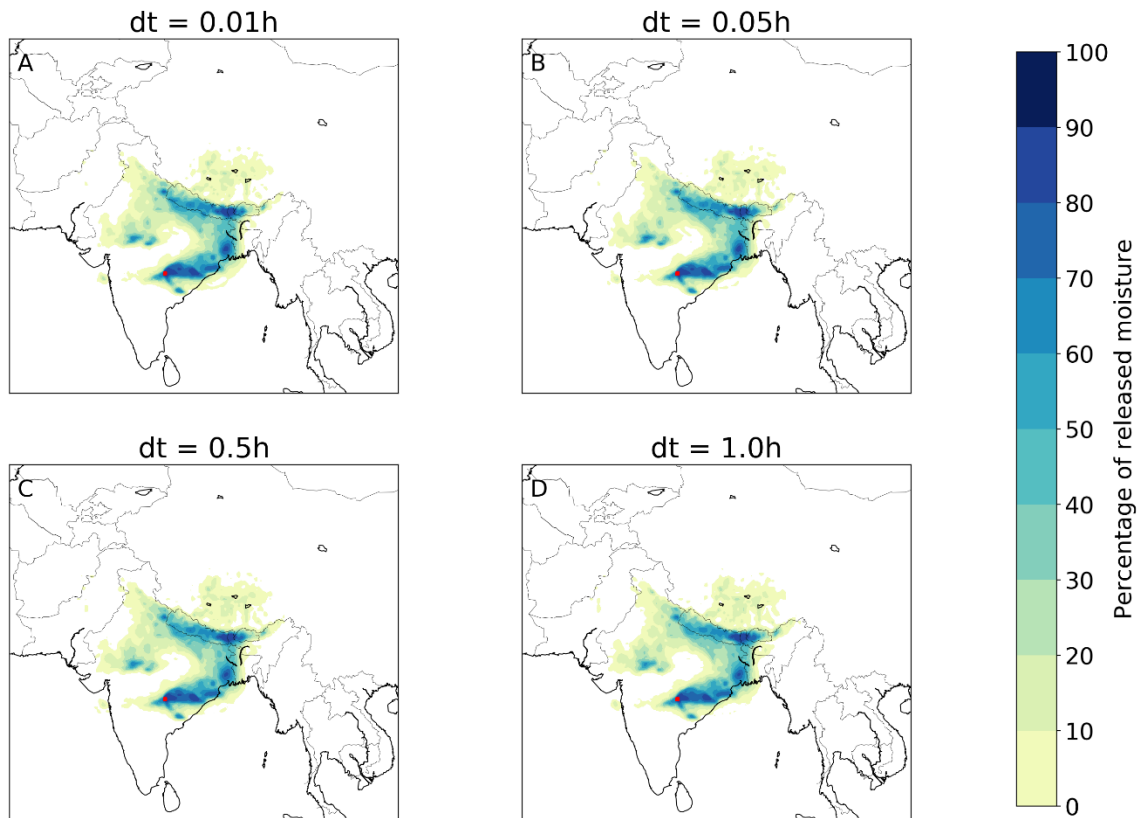 dt = 0.01h
A
dt = 0.05h
B
dt = 0.5h
C
dt = 1.0h
D
100
90
80
70
60
50
40
30
20
10
0
Percentage of released moisture